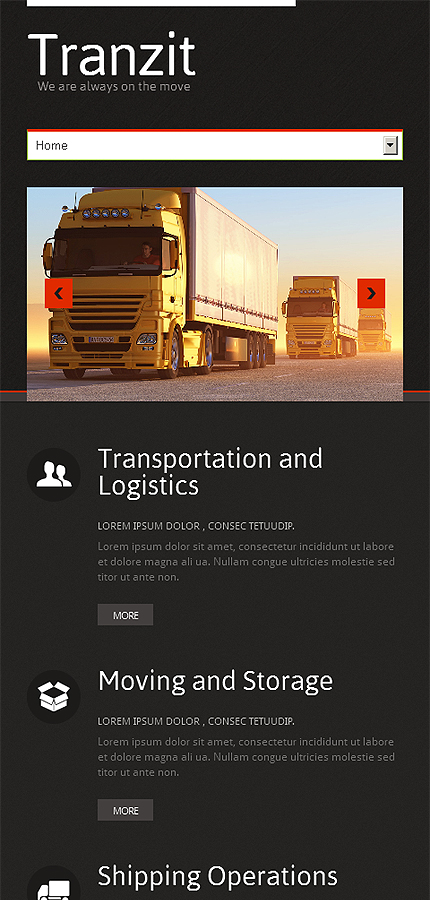 Tranzit
We are always on the move
Home
Transportation and
Logistics
LOREM IPSUM DOLOR , CONSEC TETUUDIP.
Lorem ipsum dolor sit amet, consectetur incididunt ut labore
et dolore magna ali ua. Nullam congue ultricies molestie sed
titor ut ante non.
MORE
Moving and Storage
LOREM IPSUM DOLOR , CONSEC TETUUDIP.
Lorem ipsum dolor sit amet, consectetur incididunt ut labore
et dolore magna ali ua. Nullam congue ultricies molestie sed
titor ut ante non.
MORE
Shipping Operations